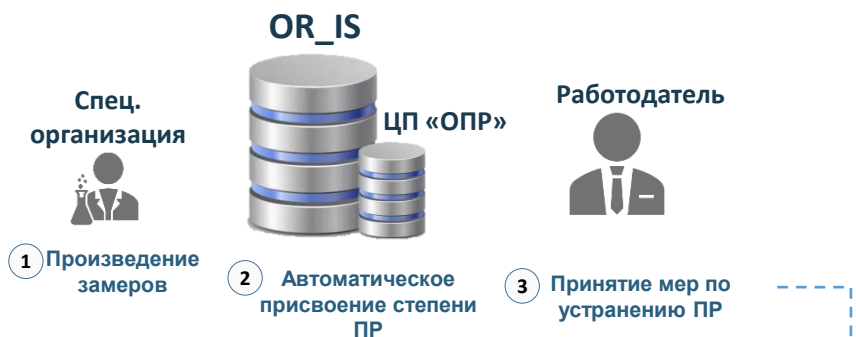 OR_IS
Спец.
организация
ЦП «ОПР»
Работодатель
1 Произведение
замеров
2 Автоматическое
присвоение степени
ПР
3 Принятие мер по
устранению ПР